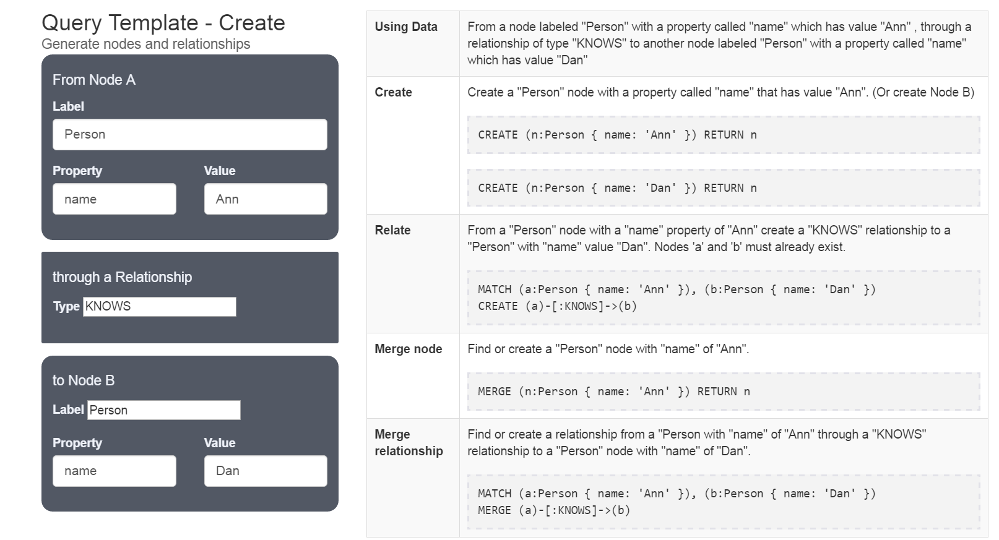 Query Template - Create
Generate nodes and relationships
From Node A
Label
Person
Property Value
name Ann
through a Relationship
Type KNOWS
to Node B
Label Person
Property Value
name Dan
Using Data
From a node labeled "Person" with a property called "name" which has value "Ann" , through a
relationship of type "KNOWS" to another node labeled "Person" with a property called "name"
which has value "Dan"
Create
Create a "Person" node with a property called "name" that has value "Ann". (Or create Node B)
CREATE (n:Person { name: 'Ann' }) RETURN n
CREATE (n:Person { name: 'Dan' }) RETURN n
Relate
From a "Person" node with a "name" property of "Ann" create a "KNOWS" relationship to a
"Person" with "name" value "Dan". Nodes 'a' and 'b' must already exist.
MATCH (a:Person { name: 'Ann' }), (b:Person { name: 'Dan' })
CREATE (a)-[:KNOWS]->(b)
Merge node
Find or create a "Person" node with "name" of "Ann".
MERGE (n:Person { name: 'Ann' }) RETURN n
Merge
relationship
Find or create a relationship from a "Person with "name" of "Ann" through a "KNOWS"
relationship to a "Person" node with "name" of "Dan".
MATCH (a:Person { name: 'Ann' }), (b:Person { name: 'Dan' })
MERGE (a)-[:KNOWS]->(b)